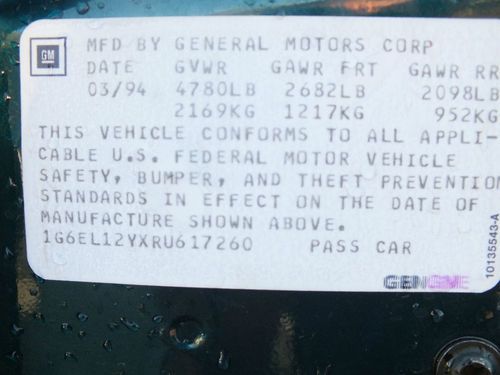 GM
MFD BY GENERAL MOTORS CORP
DATE GVWR GAWR FRT GAWR RR
03/94 4780LB 2682LB 2098LB
2169KG 1217KG 952KG
THIS VEHICLE CONFORMS TO ALL APPLI-
CABLE U.S. FEDERAL MOTOR VEHICLE
SAFETY, BUMPER, AND THEFT PREVENTION
STANDARDS IN EFFECT ON THE DATE OF
MANUFACTURE SHOWN ABOVE.
1G6EL12YXRU617260 PASS CAR
10135543-A